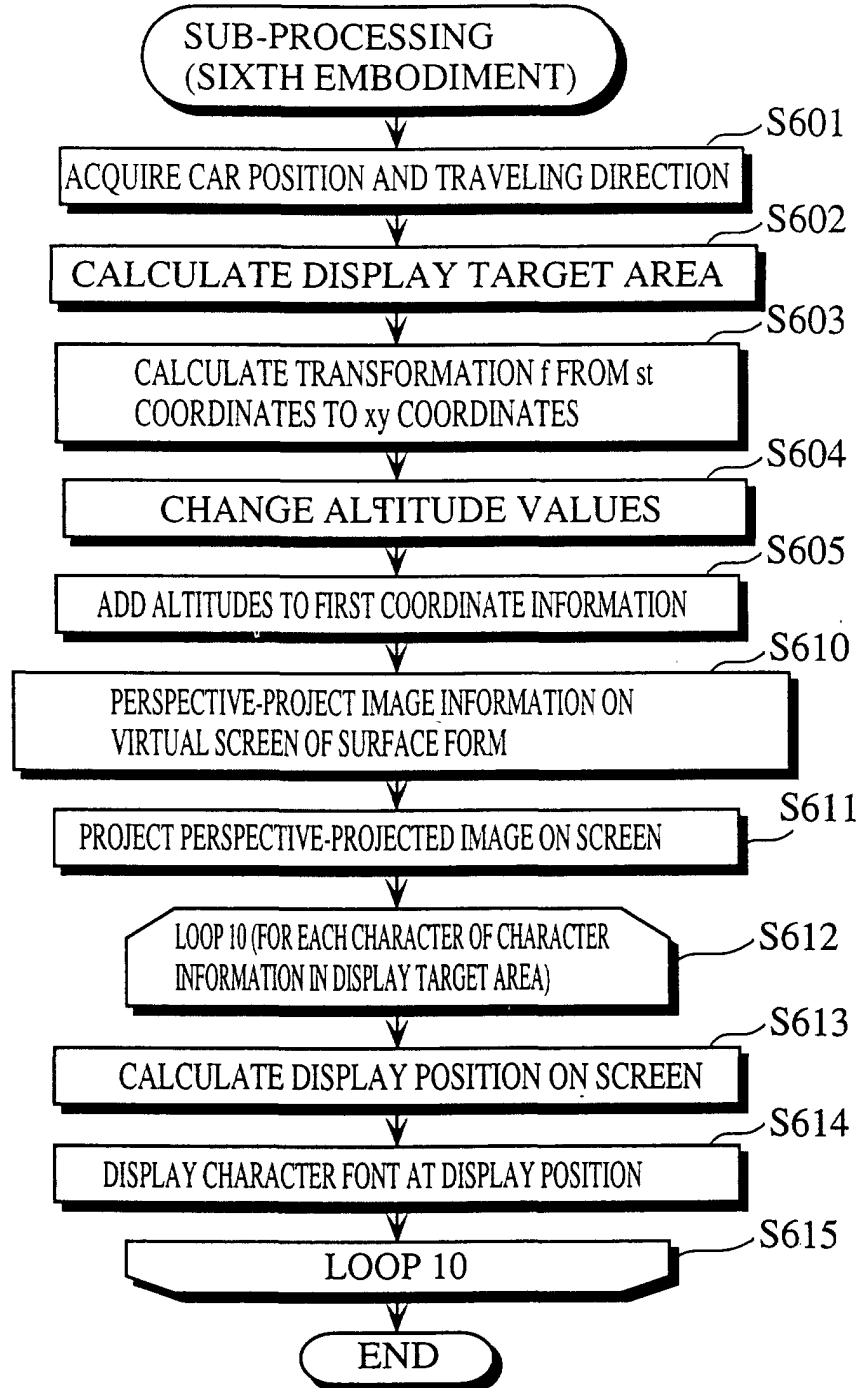 SUB-PROCESSING
(SIXTH EMBODIMENT)
S601
ACQUIRE CAR POSITION AND TRAVELING DIRECTION
S602
CALCULATE DISPLAY TARGET AREA
S603
CALCULATE TRANSFORMATION f FROM st
COORDINATES TO xy COORDINATES
S604
CHANGE ALTITUDE VALUES
S605
ADD ALTITUDES TO FIRST COORDINATE INFORMATION
S610
PERSPECTIVE-PROJECT IMAGE INFORMATION ON
VIRTUAL SCREEN OF SURFACE FORM
S611
PROJECT PERSPECTIVE-PROJECTED IMAGE ON SCREEN
LOOP 10 (FOR EACH CHARACTER OF CHARACTER
INFORMATION IN DISPLAY TARGET AREA)
S612
S613
CALCULATE DISPLAY POSITION ON SCREEN
S614
DISPLAY CHARACTER FONT AT DISPLAY POSITION
S615
LOOP 10
END